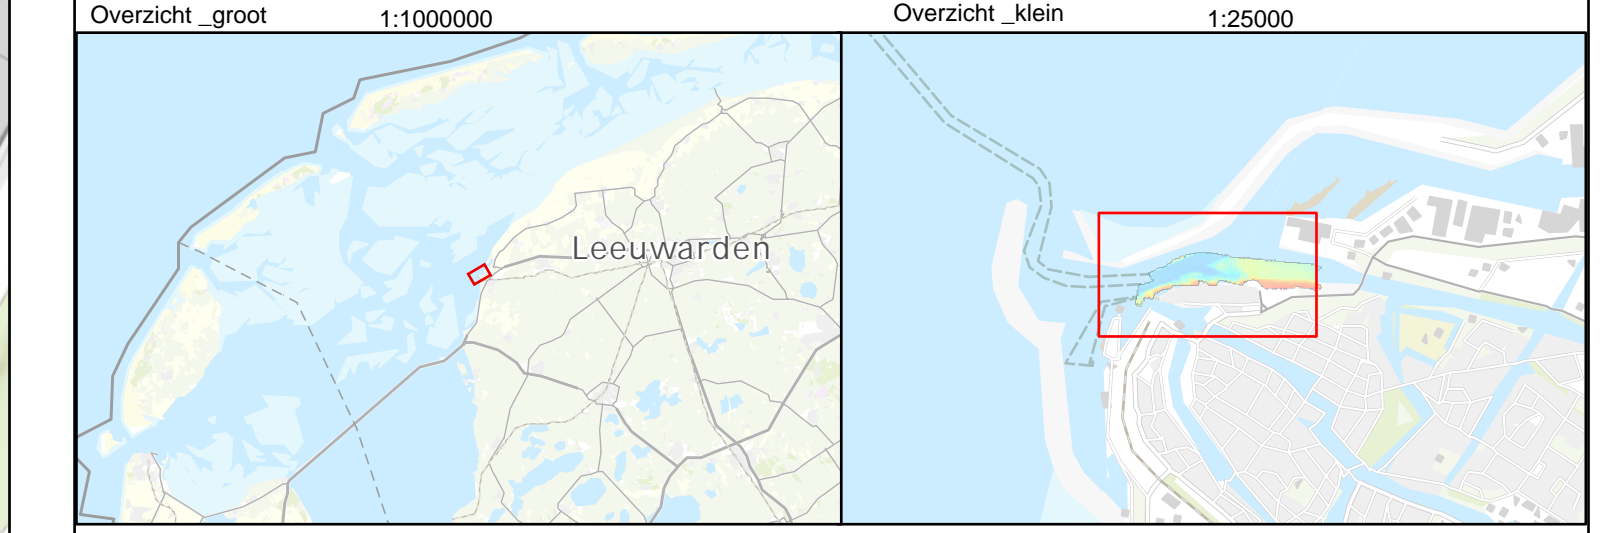 Overzicht _groot 1:1000000
Overzicht _klein 1:25000
Leeuwarden